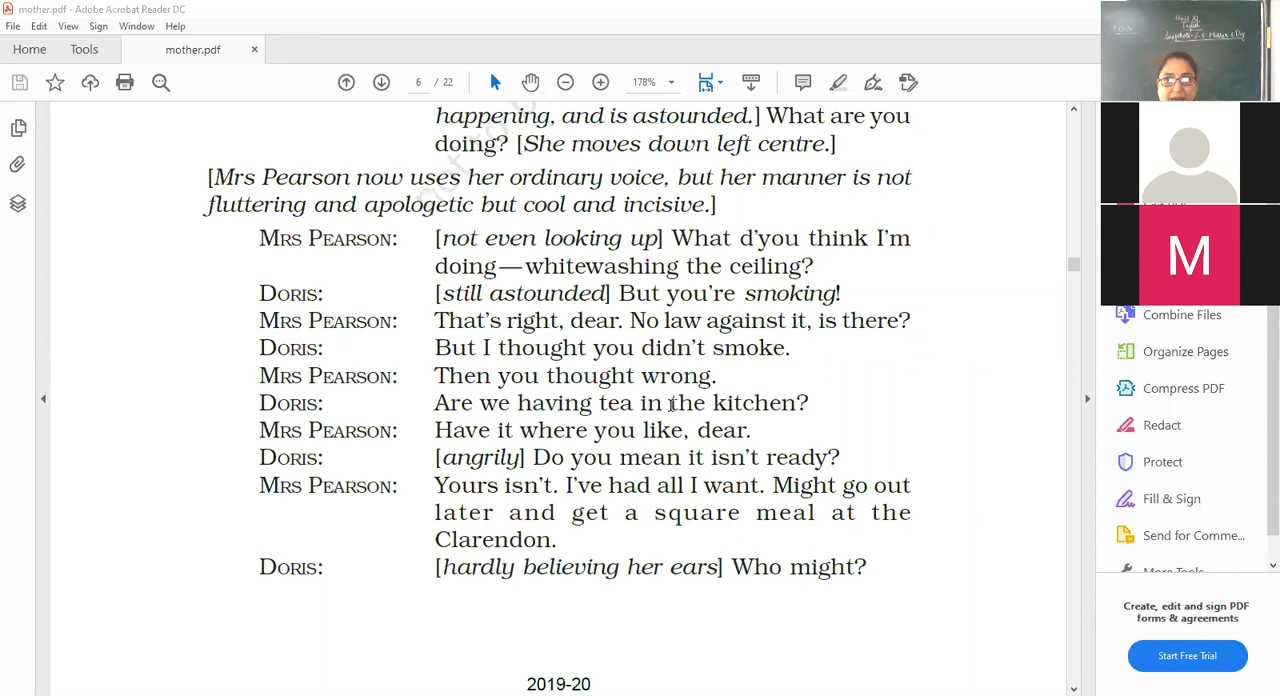 mother.pdf - Adobe Acrobat Reader DC
File Edit View Sign Window Help
Home Tools mother.pdf ×
6 / 22 178%
happening, and is astounded.] What are you
doing? [She moves down left centre.]
[Mrs Pearson now uses her ordinary voice, but her manner is not
fluttering and apologetic but cool and incisive.]
MRS PEARSON: [not even looking up] What d'you think I'm
doing—whitewashing the ceiling?
DORIS: [still astounded] But you're smoking!
MRS PEARSON: That's right, dear. No law against it, is there?
DORIS: But I thought you didn't smoke.
MRS PEARSON: Then you thought wrong.
DORIS: Are we having tea in the kitchen?
MRS PEARSON: Have it where you like, dear.
DORIS: [angrily] Do you mean it isn't ready?
MRS PEARSON: Yours isn't. I've had all I want. Might go out
later and get a square meal at the
Clarendon.
DORIS: [hardly believing her ears] Who might?
2019-20
not to
English
M
Combine Files
Organize Pages
Compress PDF
Redact
Protect
Fill & Sign
Send for Comme...
More Tools
Create, edit and sign PDF
forms & agreements
Start Free Trial